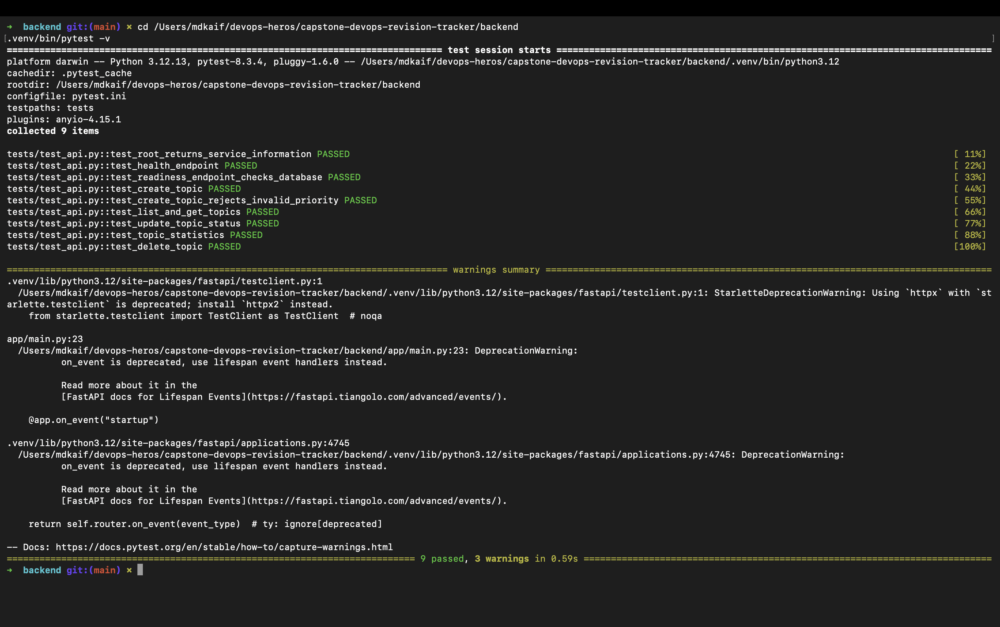 ➜  backend git:(main) ✗ cd /Users/mdkaif/devops-heros/capstone-devops-revision-tracker/backend
[.venv/bin/pytest -v ]
================================================================================ test session starts ================================================================================
platform darwin -- Python 3.12.13, pytest-8.3.4, pluggy-1.6.0 -- /Users/mdkaif/devops-heros/capstone-devops-revision-tracker/backend/.venv/bin/python3.12
cachedir: .pytest_cache
rootdir: /Users/mdkaif/devops-heros/capstone-devops-revision-tracker/backend
configfile: pytest.ini
testpaths: tests
plugins: anyio-4.15.1
collected 9 items
tests/test_api.py::test_root_returns_service_information PASSED [ 11%]
tests/test_api.py::test_health_endpoint PASSED [ 22%]
tests/test_api.py::test_readiness_endpoint_checks_database PASSED [ 33%]
tests/test_api.py::test_create_topic PASSED [ 44%]
tests/test_api.py::test_create_topic_rejects_invalid_priority PASSED [ 55%]
tests/test_api.py::test_list_and_get_topics PASSED [ 66%]
tests/test_api.py::test_update_topic_status PASSED [ 77%]
tests/test_api.py::test_topic_statistics PASSED [ 88%]
tests/test_api.py::test_delete_topic PASSED [100%]
================================================================================= warnings summary ==================================================================================
.venv/lib/python3.12/site-packages/fastapi/testclient.py:1
  /Users/mdkaif/devops-heros/capstone-devops-revision-tracker/backend/.venv/lib/python3.12/site-packages/fastapi/testclient.py:1: StarletteDeprecationWarning: Using `httpx` with `st
arlette.testclient` is deprecated; install `httpx2` instead.
    from starlette.testclient import TestClient as TestClient  # noqa
app/main.py:23
  /Users/mdkaif/devops-heros/capstone-devops-revision-tracker/backend/app/main.py:23: DeprecationWarning:
          on_event is deprecated, use lifespan event handlers instead.
          Read more about it in the
          [FastAPI docs for Lifespan Events](https://fastapi.tiangolo.com/advanced/events/).
    @app.on_event("startup")
.venv/lib/python3.12/site-packages/fastapi/applications.py:4745
  /Users/mdkaif/devops-heros/capstone-devops-revision-tracker/backend/.venv/lib/python3.12/site-packages/fastapi/applications.py:4745: DeprecationWarning:
          on_event is deprecated, use lifespan event handlers instead.
          Read more about it in the
          [FastAPI docs for Lifespan Events](https://fastapi.tiangolo.com/advanced/events/).
    return self.router.on_event(event_type)  # ty: ignore[deprecated]
-- Docs: https://docs.pytest.org/en/stable/how-to/capture-warnings.html
=========================================================================== 9 passed, 3 warnings in 0.59s ===========================================================================
➜  backend git:(main) ✗